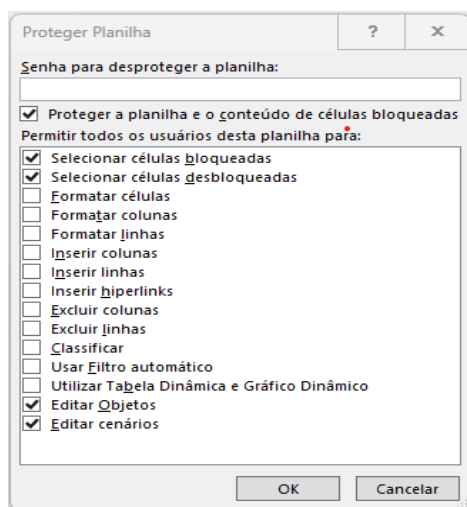 Proteger Planilha ? X
Senha para desproteger a planilha:
Proteger a planilha e o conteúdo de células bloqueadas
Permitir todos os usuários desta planilha para:
Selecionar células bloqueadas
Selecionar células desbloqueadas
Formatar células
Formatar colunas
Formatar linhas
Inserir colunas
Inserir linhas
Inserir hiperlinks
Excluir colunas
Excluir linhas
Classificar
Usar Filtro automático
Utilizar Tabela Dinâmica e Gráfico Dinâmico
Editar Objetos
Editar cenários
OK Cancelar